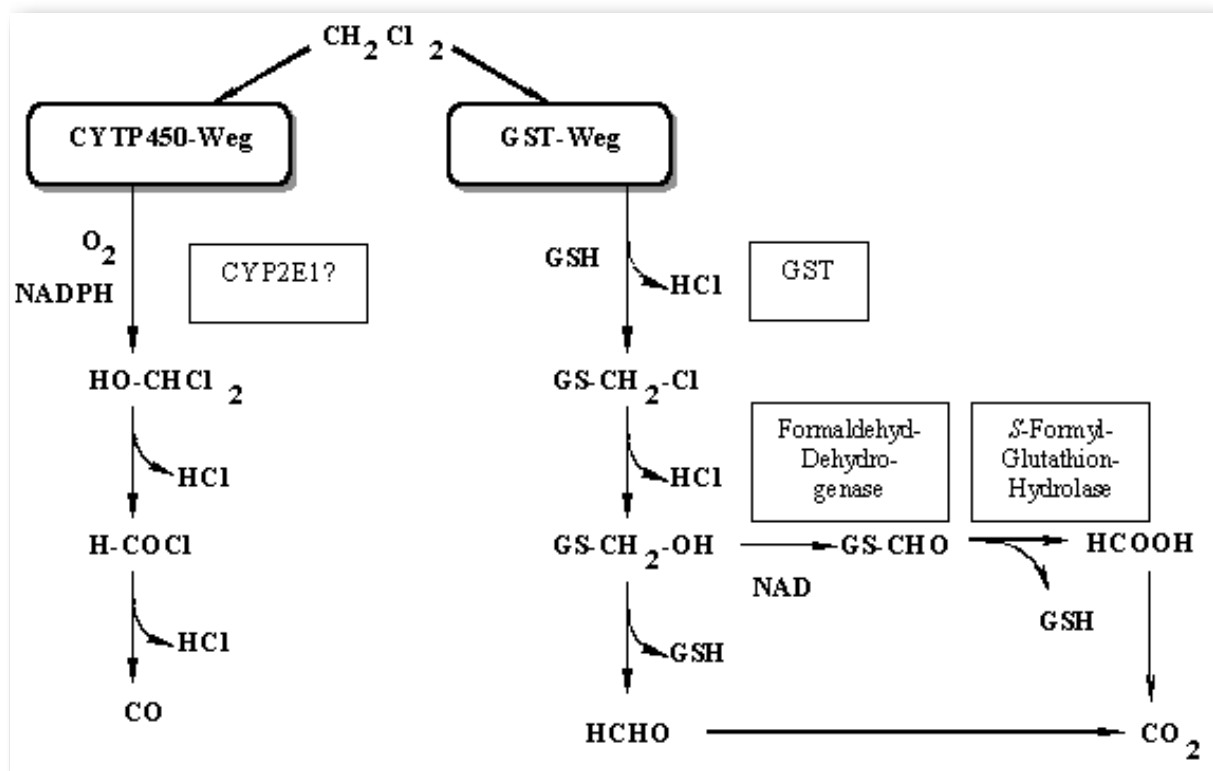 CH2Cl2
CYTP450-Weg
GST-Weg
O2
NADPH
CYP2E1?
GSH
HCl
GST
HO-CHCl2
GS-CH2-Cl
HCl
HCl
Formaldehyd-
Dehydro-
genase
S-Formyl-
Glutathion-
Hydrolase
H-COCl
GS-CH2-OH
GS-CHO
HCOOH
NAD
GSH
HCl
GSH
CO
HCHO
CO2